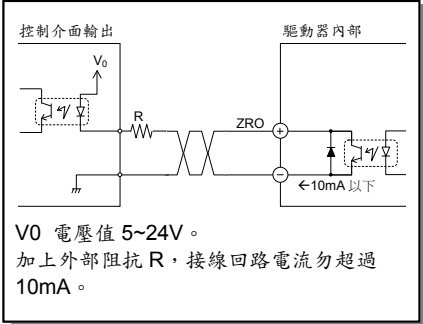 控制介面輸出
驅動器內部
V0
R
ZRO
+
−
←10mA 以下
V0 電壓值 5~24V。
加上外部阻抗 R，接線回路電流勿超過
10mA。